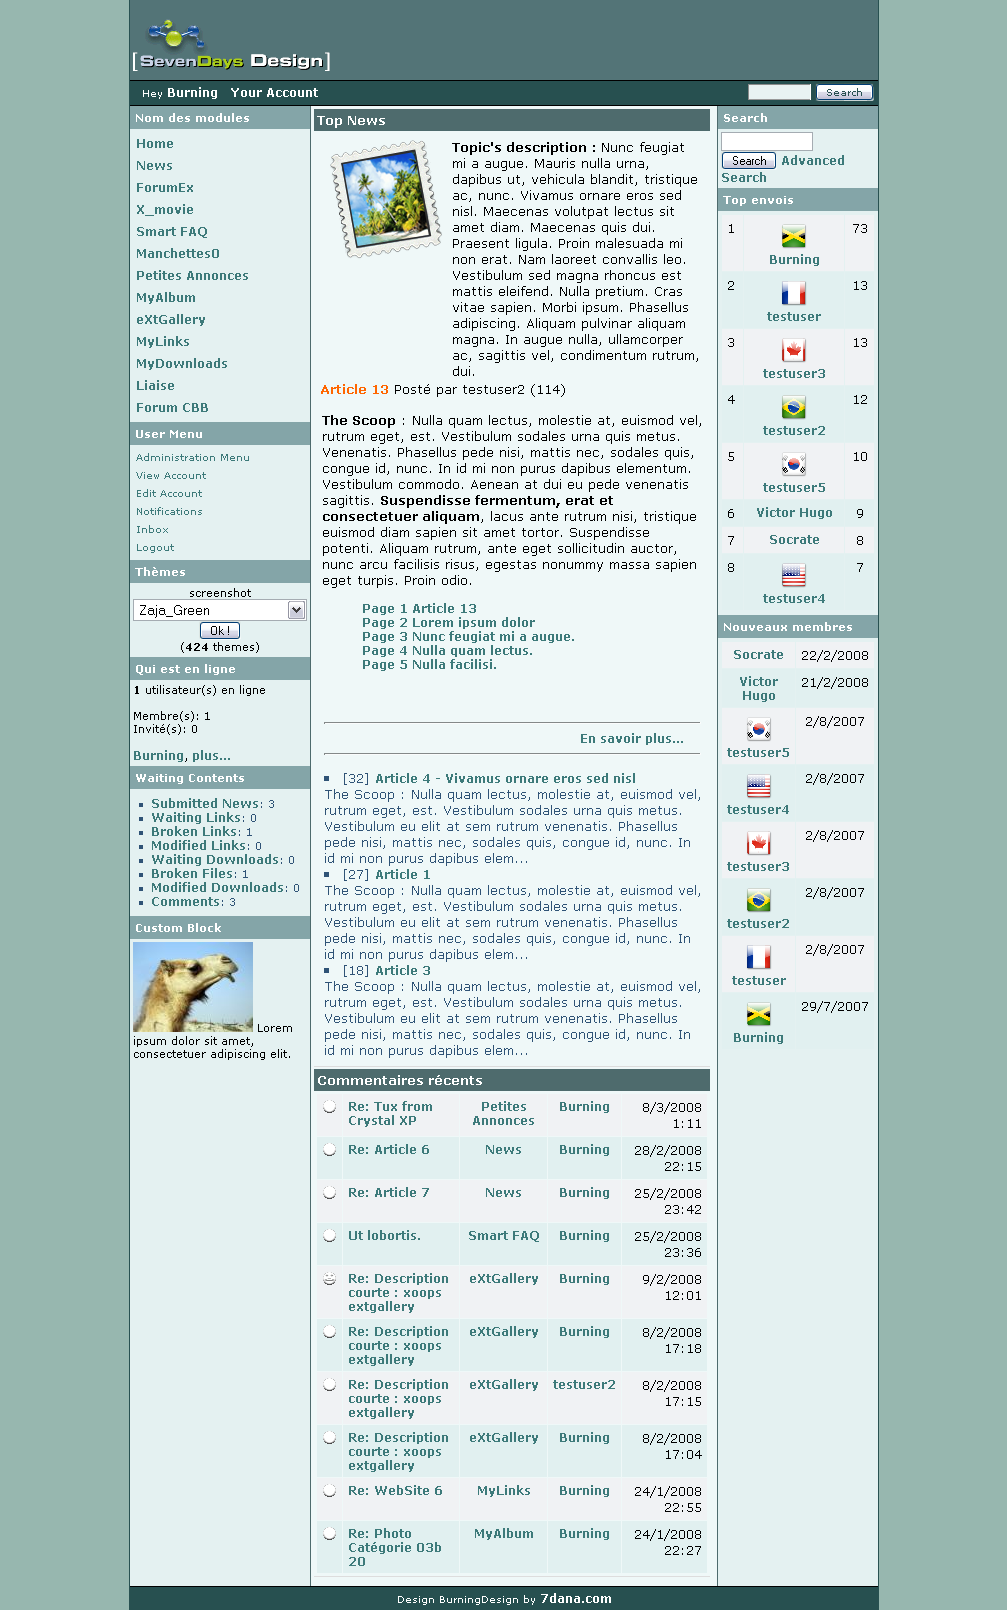 [SevenDays Design]
Hey Burning Your Account
Search
Nom des modules
Home
News
ForumEx
X_movie
Smart FAQ
Manchettes0
Petites Annonces
MyAlbum
eXtGallery
MyLinks
MyDownloads
Liaise
Forum CBB
User Menu
Administration Menu
View Account
Edit Account
Notifications
Inbox
Logout
Thèmes
screenshot
Zaja_Green
Ok !
(424 themes)
Qui est en ligne
1 utilisateur(s) en ligne
Membre(s): 1
Invité(s): 0
Burning, plus...
Waiting Contents
Submitted News: 3
Waiting Links: 0
Broken Links: 1
Modified Links: 0
Waiting Downloads: 0
Broken Files: 1
Modified Downloads: 0
Comments: 3
Custom Block
Lorem
ipsum dolor sit amet,
consectetuer adipiscing elit.
Top News
Topic's description : Nunc feugiat
mi a augue. Mauris nulla urna,
dapibus ut, vehicula blandit, tristique
ac, nunc. Vivamus ornare eros sed
nisl. Maecenas volutpat lectus sit
amet diam. Maecenas quis dui.
Praesent ligula. Proin malesuada mi
non erat. Nam laoreet convallis leo.
Vestibulum sed magna rhoncus est
mattis eleifend. Nulla pretium. Cras
vitae sapien. Morbi ipsum. Phasellus
adipiscing. Aliquam pulvinar aliquam
magna. In augue nulla, ullamcorper
ac, sagittis vel, condimentum rutrum,
dui.
Article 13 Posté par testuser2 (114)
The Scoop : Nulla quam lectus, molestie at, euismod vel,
rutrum eget, est. Vestibulum sodales urna quis metus.
Venenatis. Phasellus pede nisi, mattis nec, sodales quis,
congue id, nunc. In id mi non purus dapibus elementum.
Vestibulum commodo. Aenean at dui eu pede venenatis
sagittis. Suspendisse fermentum, erat et
consectetuer aliquam, lacus ante rutrum nisi, tristique
euismod diam sapien sit amet tortor. Suspendisse
potenti. Aliquam rutrum, ante eget sollicitudin auctor,
nunc arcu facilisis risus, egestas nonummy massa sapien
eget turpis. Proin odio.
Page 1 Article 13
Page 2 Lorem ipsum dolor
Page 3 Nunc feugiat mi a augue.
Page 4 Nulla quam lectus.
Page 5 Nulla facilisi.
En savoir plus...
[32] Article 4 - Vivamus ornare eros sed nisl
The Scoop : Nulla quam lectus, molestie at, euismod vel,
rutrum eget, est. Vestibulum sodales urna quis metus.
Vestibulum eu elit at sem rutrum venenatis. Phasellus
pede nisi, mattis nec, sodales quis, congue id, nunc. In
id mi non purus dapibus elem...
[27] Article 1
The Scoop : Nulla quam lectus, molestie at, euismod vel,
rutrum eget, est. Vestibulum sodales urna quis metus.
Vestibulum eu elit at sem rutrum venenatis. Phasellus
pede nisi, mattis nec, sodales quis, congue id, nunc. In
id mi non purus dapibus elem...
[18] Article 3
The Scoop : Nulla quam lectus, molestie at, euismod vel,
rutrum eget, est. Vestibulum sodales urna quis metus.
Vestibulum eu elit at sem rutrum venenatis. Phasellus
pede nisi, mattis nec, sodales quis, congue id, nunc. In
id mi non purus dapibus elem...
Commentaires récents
Re: Tux from Petites Burning 8/3/2008
Crystal XP Annonces 1:11
Re: Article 6 News Burning 28/2/2008
22:15
Re: Article 7 News Burning 25/2/2008
23:42
Ut lobortis. Smart FAQ Burning 25/2/2008
23:36
Re: Description eXtGallery Burning 9/2/2008
courte : xoops 12:01
extgallery
Re: Description eXtGallery Burning 8/2/2008
courte : xoops 17:18
extgallery
Re: Description eXtGallery testuser2 8/2/2008
courte : xoops 17:15
extgallery
Re: Description eXtGallery Burning 8/2/2008
courte : xoops 17:04
extgallery
Re: WebSite 6 MyLinks Burning 24/1/2008
22:55
Re: Photo MyAlbum Burning 24/1/2008
Catégorie 03b 22:27
20
Search
Search Advanced
Search
Top envois
1 73
Burning
2 13
testuser
3 13
testuser3
4 12
testuser2
5 10
testuser5
6 Victor Hugo 9
7 Socrate 8
8 7
testuser4
Nouveaux membres
Socrate 22/2/2008
Victor 21/2/2008
Hugo
2/8/2007
testuser5
2/8/2007
testuser4
2/8/2007
testuser3
2/8/2007
testuser2
2/8/2007
testuser
29/7/2007
Burning
Design BurningDesign by 7dana.com